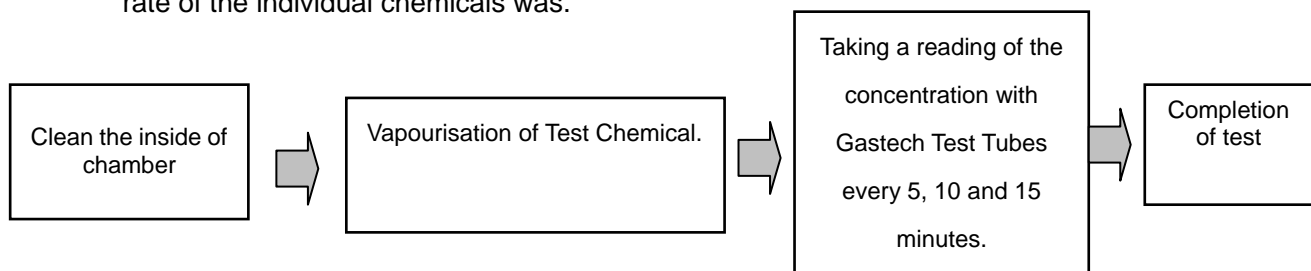 rate of the individual chemicals was.
Clean the inside of
chamber
Vapourisation of Test Chemical.
Taking a reading of the
concentration with
Gastech Test Tubes
every 5, 10 and 15
minutes.
Completion
of test